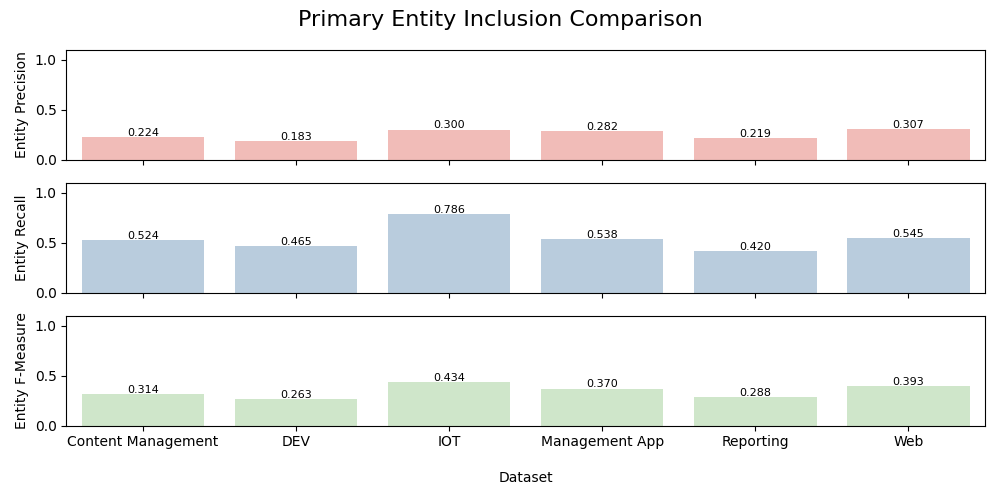 Primary Entity Inclusion Comparison
Entity Precision
1.0
0.5
0.0
0.224
0.183
0.300
0.282
0.219
0.307
Entity Recall
1.0
0.5
0.0
0.524
0.465
0.786
0.538
0.420
0.545
Entity F-Measure
1.0
0.5
0.0
0.314
0.263
0.434
0.370
0.288
0.393
Content Management
DEV
IOT
Management App
Reporting
Web
Dataset